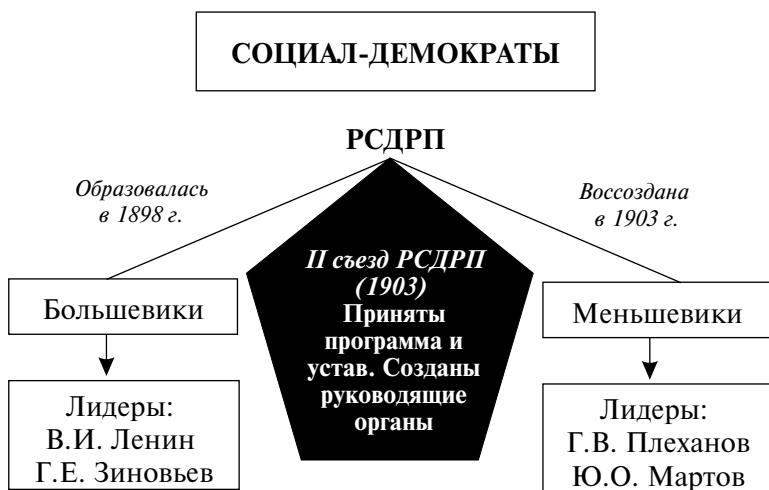 СОЦИАЛ-ДЕМОКРАТЫ
РСДРП
Образовалась
в 1898 г.
Воссоздана
в 1903 г.
II съезд РСДРП
(1903)
Приняты
программа и
устав. Созданы
руководящие
органы
Большевики
Меньшевики
Лидеры:
В.И. Ленин
Г.Е. Зиновьев
Лидеры:
Г.В. Плеханов
Ю.О. Мартов